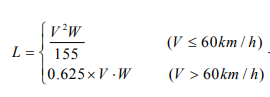 L = { V²W / 155 (V ≤ 60km / h)
0.625 × V · W (V > 60km / h) .